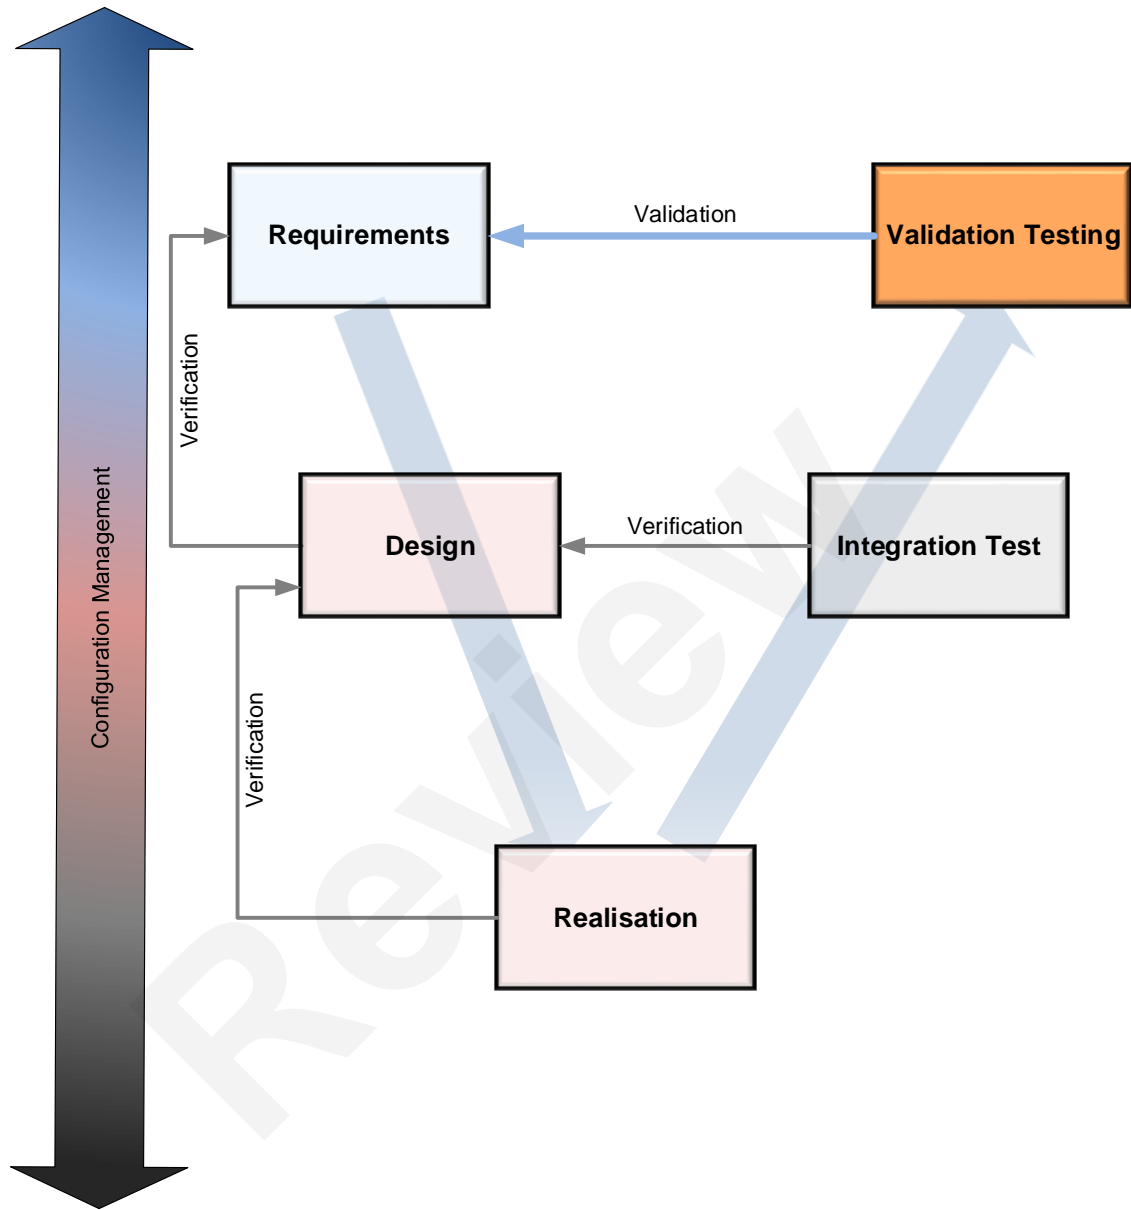 Requirements
Validation
Validation Testing
Verification
Configuration Management
Design
Verification
Integration Test
Verification
Realisation
Review